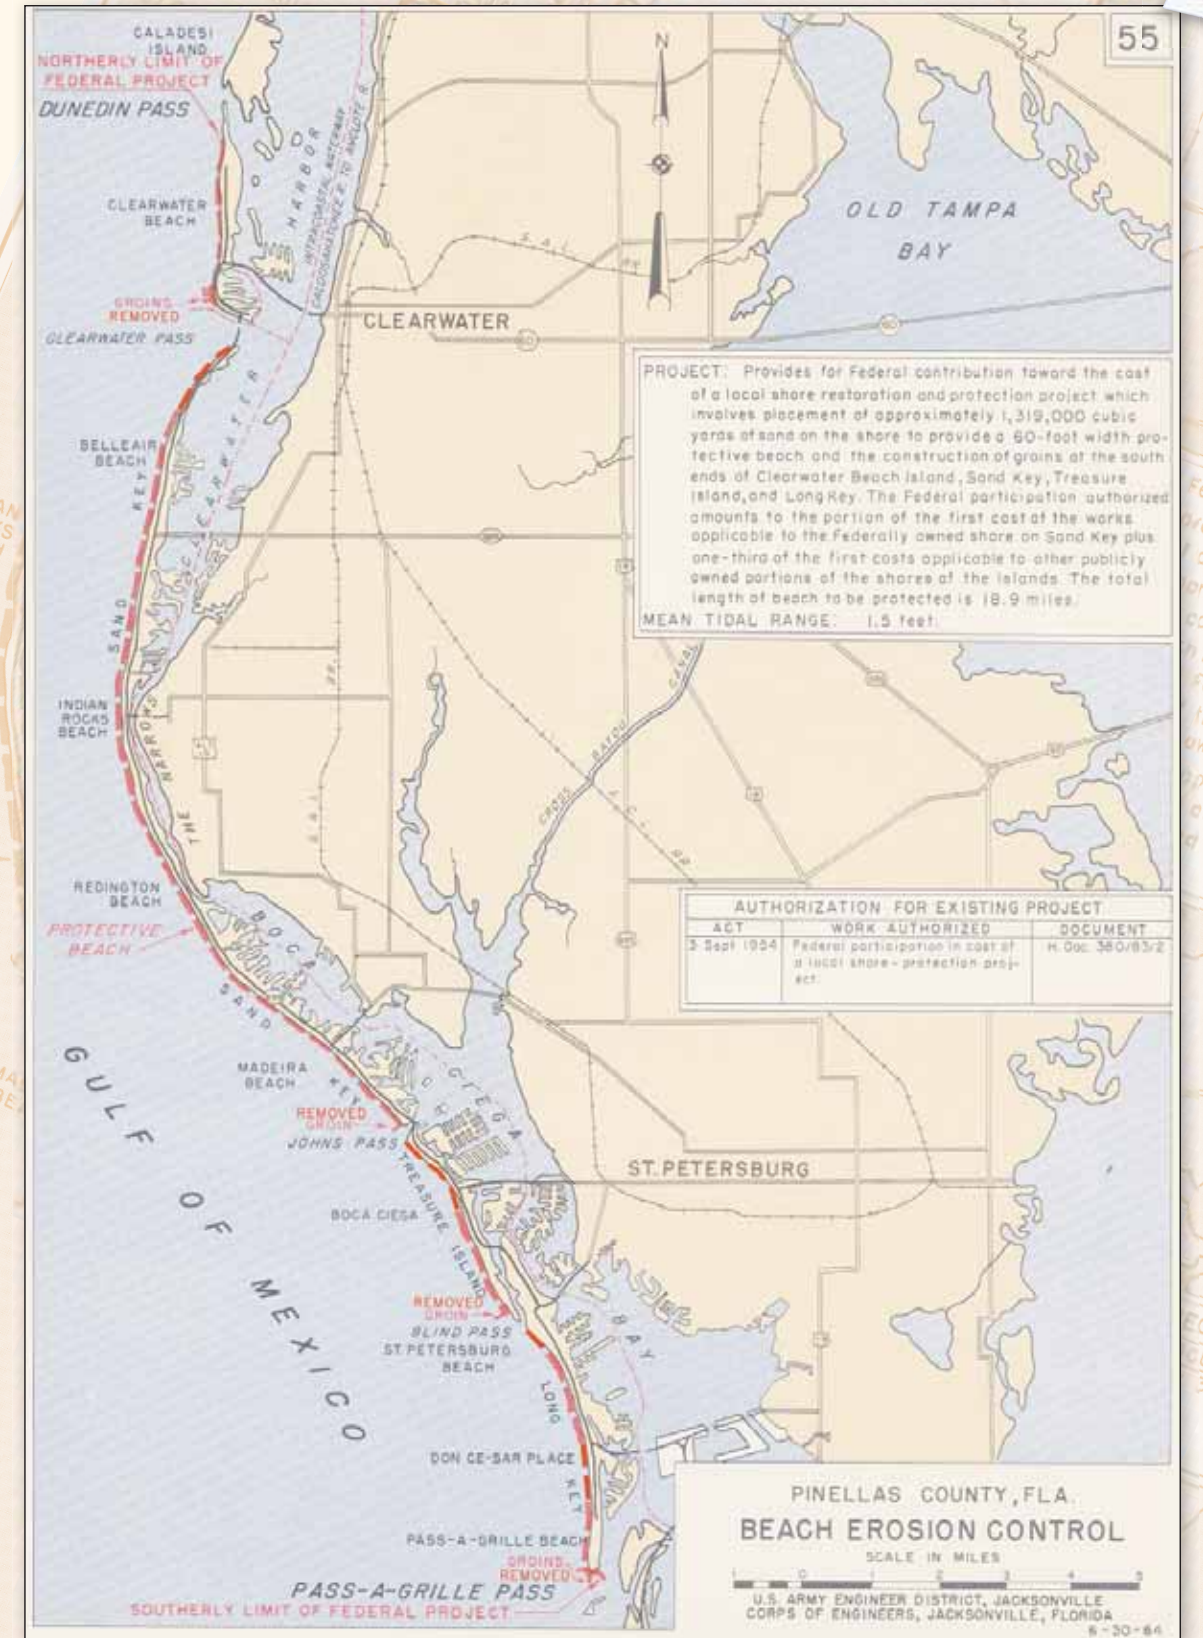 55
CALADESI
ISLAND
NORTHERLY LIMIT OF
FEDERAL PROJECT
DUNEDIN PASS
N
HARBOR
INTRACOASTAL WATERWAY
CALOOSAHATCHEE R. TO ANCLOTE R.
CLEARWATER
BEACH
OLD TAMPA
BAY
S.A.L.
RR
GROINS
REMOVED
CLEARWATER PASS
CLEARWATER
60
PROJECT: Provides for Federal contribution toward the cost
of a local shore restoration and protection project which
involves placement of approximately 1,319,000 cubic
yards of sand on the shore to provide a 60-foot width pro-
tective beach and the construction of groins at the south
ends of Clearwater Beach Island, Sand Key, Treasure
Island, and Long Key. The Federal participation authorized
amounts to the portion of the first cost of the works
applicable to the Federally owned shore on Sand Key plus
one-third of the first costs applicable to other publicly
owned portions of the shores of the islands. The total
length of beach to be protected is 18.9 miles.
MEAN TIDAL RANGE: 1.5 feet.
BELLEAIR
BEACH
CLEARWATER
SAND KEY
INDIAN
ROCKS
BEACH
THE NARROWS
RR.
S.A.L.
CROSS BAYOU CANAL
A.C.L. RR
REDINGTON
BEACH
PROTECTIVE
BEACH
BOCA
SAND
KEY
AUTHORIZATION FOR EXISTING PROJECT
ACT WORK AUTHORIZED DOCUMENT
3 Sept 1954 Federal participation in cost of H. Doc. 380/83/2
a local shore-protection proj-
ect.
MADEIRA
BEACH
CIEGA
REMOVED
GROIN
JOHNS PASS
TREASURE ISLAND
ST. PETERSBURG
BOCA CIEGA
GULF OF MEXICO
REMOVED
GROIN
BLIND PASS
ST. PETERSBURG
BEACH
BAY
LONG
KEY
DON CE-SAR PLACE
PASS-A-GRILLE BEACH
GROINS
REMOVED
PASS-A-GRILLE PASS
SOUTHERLY LIMIT OF FEDERAL PROJECT
PINELLAS COUNTY, FLA.
BEACH EROSION CONTROL
SCALE IN MILES
1 0 1 2 3 4 5
U.S. ARMY ENGINEER DISTRICT, JACKSONVILLE
CORPS OF ENGINEERS, JACKSONVILLE, FLORIDA
6-30-64